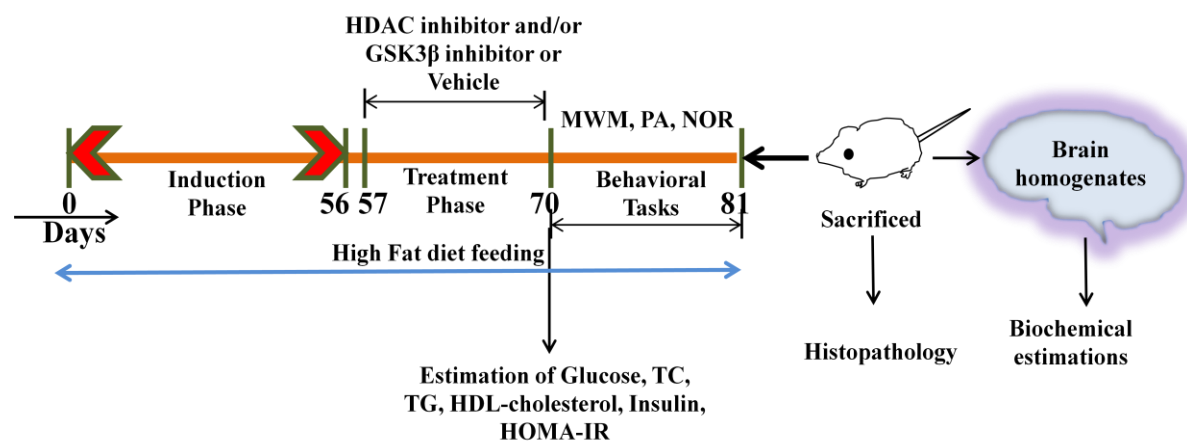 HDAC inhibitor and/or
GSK3β inhibitor or
Vehicle
MWM, PA, NOR
Induction
Phase
Treatment
Phase
Behavioral
Tasks
0
56
57
70
81
Days
High Fat diet feeding
Estimation of Glucose, TC,
TG, HDL-cholesterol, Insulin,
HOMA-IR
Sacrificed
Histopathology
Brain
homogenates
Biochemical
estimations